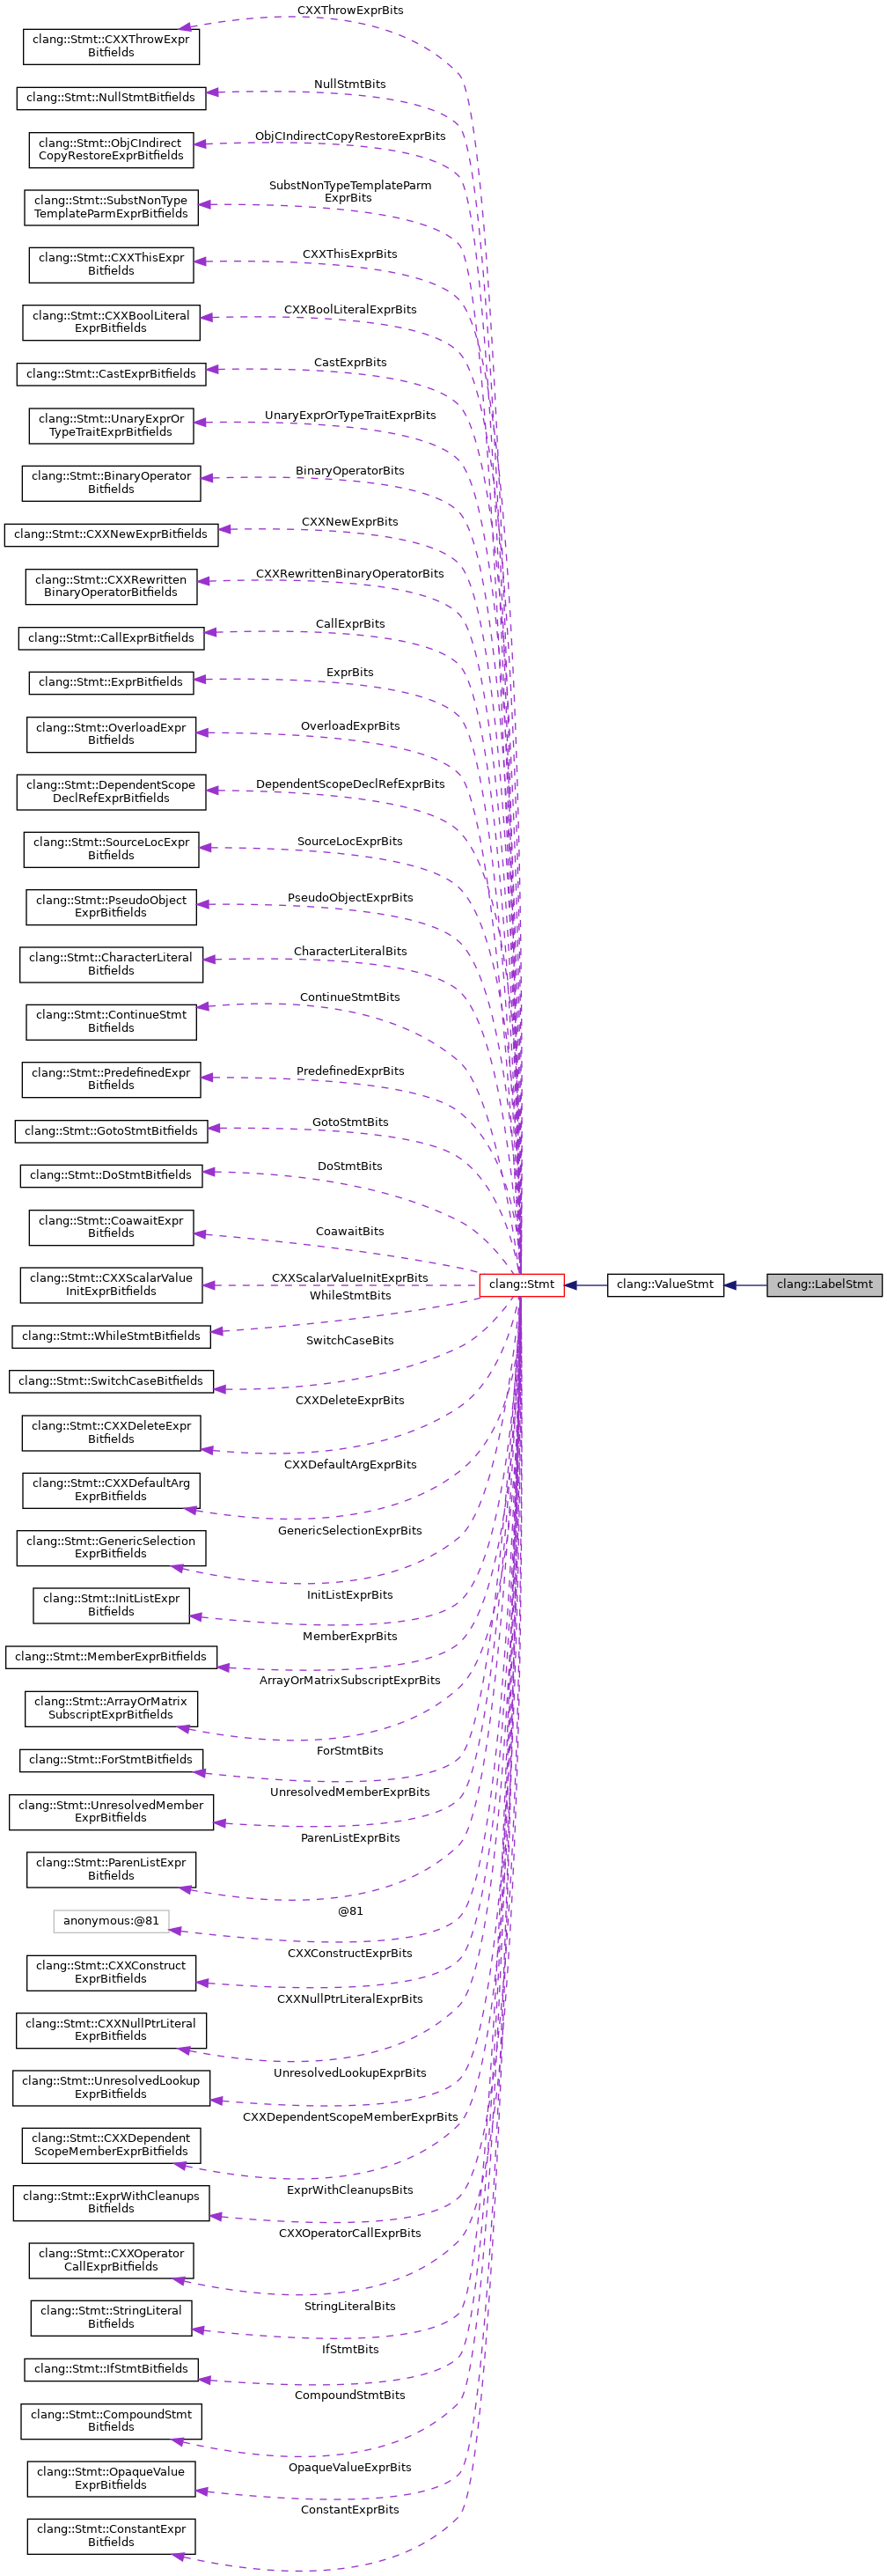 CXXThrowExprBits
clang::Stmt::CXXThrowExpr
Bitfields
NullStmtBits
clang::Stmt::NullStmtBitfields
ObjCIndirectCopyRestoreExprBits
clang::Stmt::ObjCIndirect
CopyRestoreExprBitfields
SubstNonTypeTemplateParm
ExprBits
clang::Stmt::SubstNonType
TemplateParmExprBitfields
CXXThisExprBits
clang::Stmt::CXXThisExpr
Bitfields
CXXBoolLiteralExprBits
clang::Stmt::CXXBoolLiteral
ExprBitfields
CastExprBits
clang::Stmt::CastExprBitfields
UnaryExprOrTypeTraitExprBits
clang::Stmt::UnaryExprOr
TypeTraitExprBitfields
BinaryOperatorBits
clang::Stmt::BinaryOperator
Bitfields
CXXNewExprBits
clang::Stmt::CXXNewExprBitfields
CXXRewrittenBinaryOperatorBits
clang::Stmt::CXXRewritten
BinaryOperatorBitfields
CallExprBits
clang::Stmt::CallExprBitfields
ExprBits
clang::Stmt::ExprBitfields
OverloadExprBits
clang::Stmt::OverloadExpr
Bitfields
DependentScopeDeclRefExprBits
clang::Stmt::DependentScope
DeclRefExprBitfields
SourceLocExprBits
clang::Stmt::SourceLocExpr
Bitfields
PseudoObjectExprBits
clang::Stmt::PseudoObject
ExprBitfields
CharacterLiteralBits
clang::Stmt::CharacterLiteral
Bitfields
ContinueStmtBits
clang::Stmt::ContinueStmt
Bitfields
PredefinedExprBits
clang::Stmt::PredefinedExpr
Bitfields
GotoStmtBits
clang::Stmt::GotoStmtBitfields
DoStmtBits
clang::Stmt::DoStmtBitfields
CoawaitBits
clang::Stmt::CoawaitExpr
Bitfields
CXXScalarValueInitExprBits
clang::Stmt::CXXScalarValue
InitExprBitfields
clang::Stmt
clang::ValueStmt
clang::LabelStmt
WhileStmtBits
clang::Stmt::WhileStmtBitfields
SwitchCaseBits
clang::Stmt::SwitchCaseBitfields
CXXDeleteExprBits
clang::Stmt::CXXDeleteExpr
Bitfields
CXXDefaultArgExprBits
clang::Stmt::CXXDefaultArg
ExprBitfields
GenericSelectionExprBits
clang::Stmt::GenericSelection
ExprBitfields
InitListExprBits
clang::Stmt::InitListExpr
Bitfields
MemberExprBits
clang::Stmt::MemberExprBitfields
ArrayOrMatrixSubscriptExprBits
clang::Stmt::ArrayOrMatrix
SubscriptExprBitfields
ForStmtBits
clang::Stmt::ForStmtBitfields
UnresolvedMemberExprBits
clang::Stmt::UnresolvedMember
ExprBitfields
ParenListExprBits
clang::Stmt::ParenListExpr
Bitfields
@81
anonymous:@81
CXXConstructExprBits
clang::Stmt::CXXConstruct
ExprBitfields
CXXNullPtrLiteralExprBits
clang::Stmt::CXXNullPtrLiteral
ExprBitfields
UnresolvedLookupExprBits
clang::Stmt::UnresolvedLookup
ExprBitfields
CXXDependentScopeMemberExprBits
clang::Stmt::CXXDependent
ScopeMemberExprBitfields
ExprWithCleanupsBits
clang::Stmt::ExprWithCleanups
Bitfields
CXXOperatorCallExprBits
clang::Stmt::CXXOperator
CallExprBitfields
StringLiteralBits
clang::Stmt::StringLiteral
Bitfields
IfStmtBits
clang::Stmt::IfStmtBitfields
CompoundStmtBits
clang::Stmt::CompoundStmt
Bitfields
OpaqueValueExprBits
clang::Stmt::OpaqueValue
ExprBitfields
ConstantExprBits
clang::Stmt::ConstantExpr
Bitfields